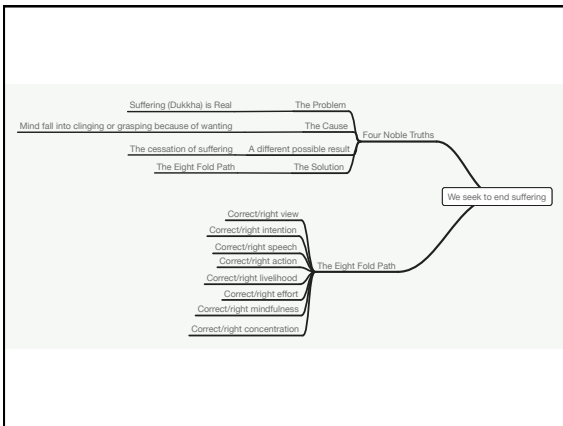 Suffering (Dukkha) is Real The Problem
Mind fall into clinging or grasping because of wanting The Cause
Four Noble Truths
The cessation of suffering A different possible result
The Eight Fold Path The Solution
We seek to end suffering
Correct/right view
Correct/right intention
Correct/right speech
Correct/right action
The Eight Fold Path
Correct/right livelihood
Correct/right effort
Correct/right mindfulness
Correct/right concentration